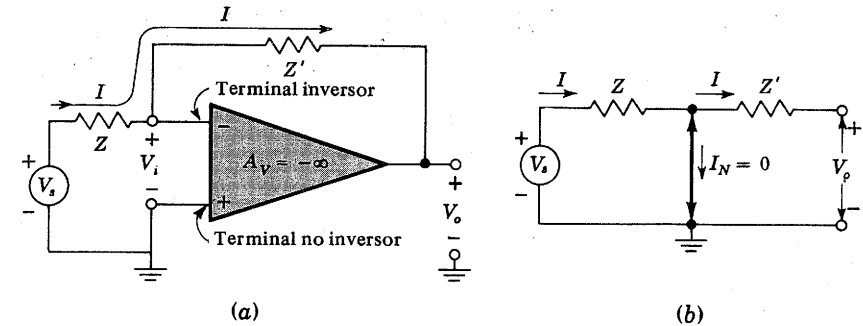 I
Z'
I
Terminal inversor
Z
+
V_i
-
-
A_V = -∞
+
+
V_s
-
Terminal no inversor
+
V_o
-
(a)
I
Z
I
Z'
+
V_s
-
I_N = 0
+
V_o
-
(b)